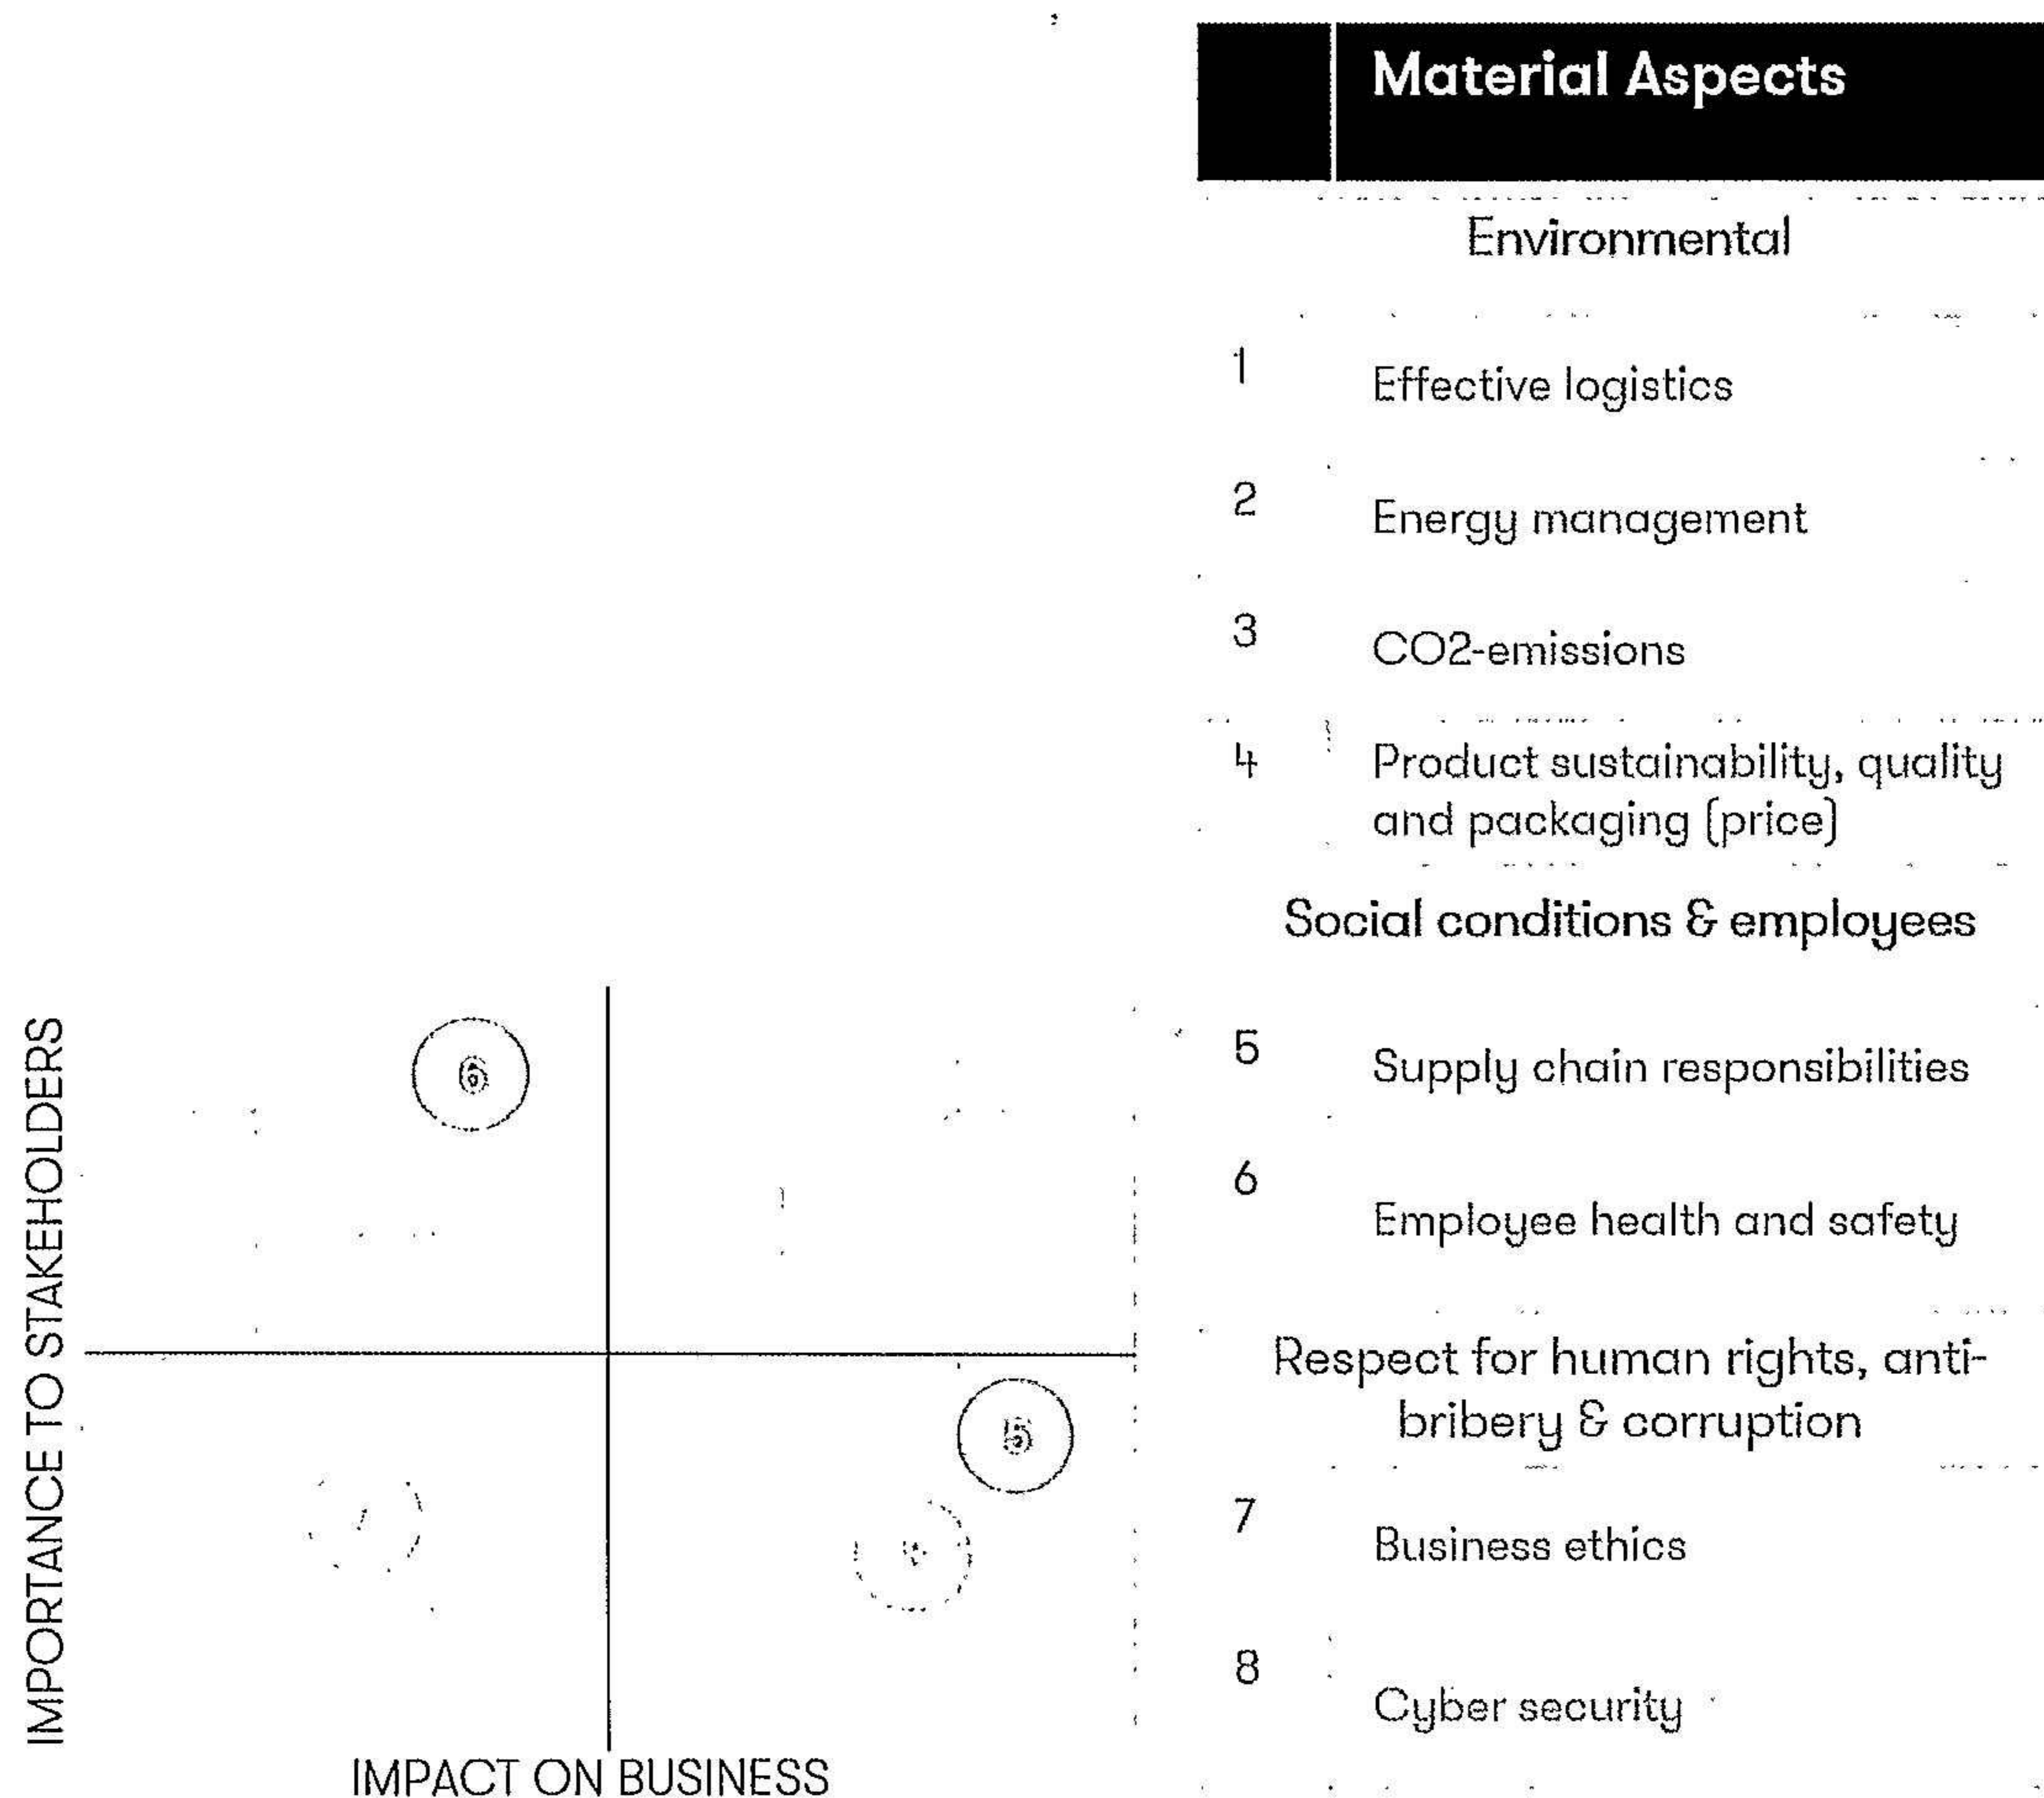 Material Aspects
Environmental
1
Effective logistics
2
Energy management
3
CO2-emissions
4
Product sustainability, quality
and packaging (price)
Social conditions & employees
5
Supply chain responsibilities
6
Employee health and safety
Respect for human rights, anti-
bribery & corruption
7
Business ethics
8
Cyber security
IMPORTANCE TO STAKEHOLDERS
6
5
IMPACT ON BUSINESS